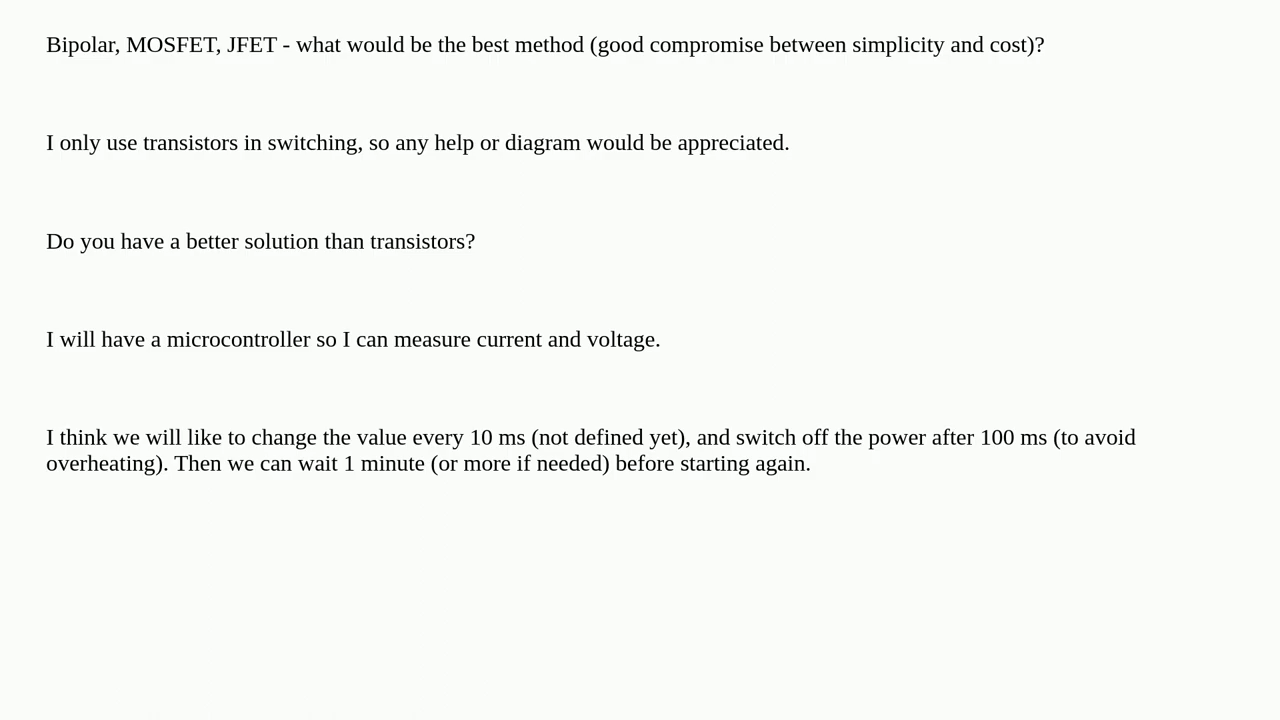 Bipolar, MOSFET, JFET - what would be the best method (good compromise between simplicity and cost)?
I only use transistors in switching, so any help or diagram would be appreciated.
Do you have a better solution than transistors?
I will have a microcontroller so I can measure current and voltage.
I think we will like to change the value every 10 ms (not defined yet), and switch off the power after 100 ms (to avoid
overheating). Then we can wait 1 minute (or more if needed) before starting again.